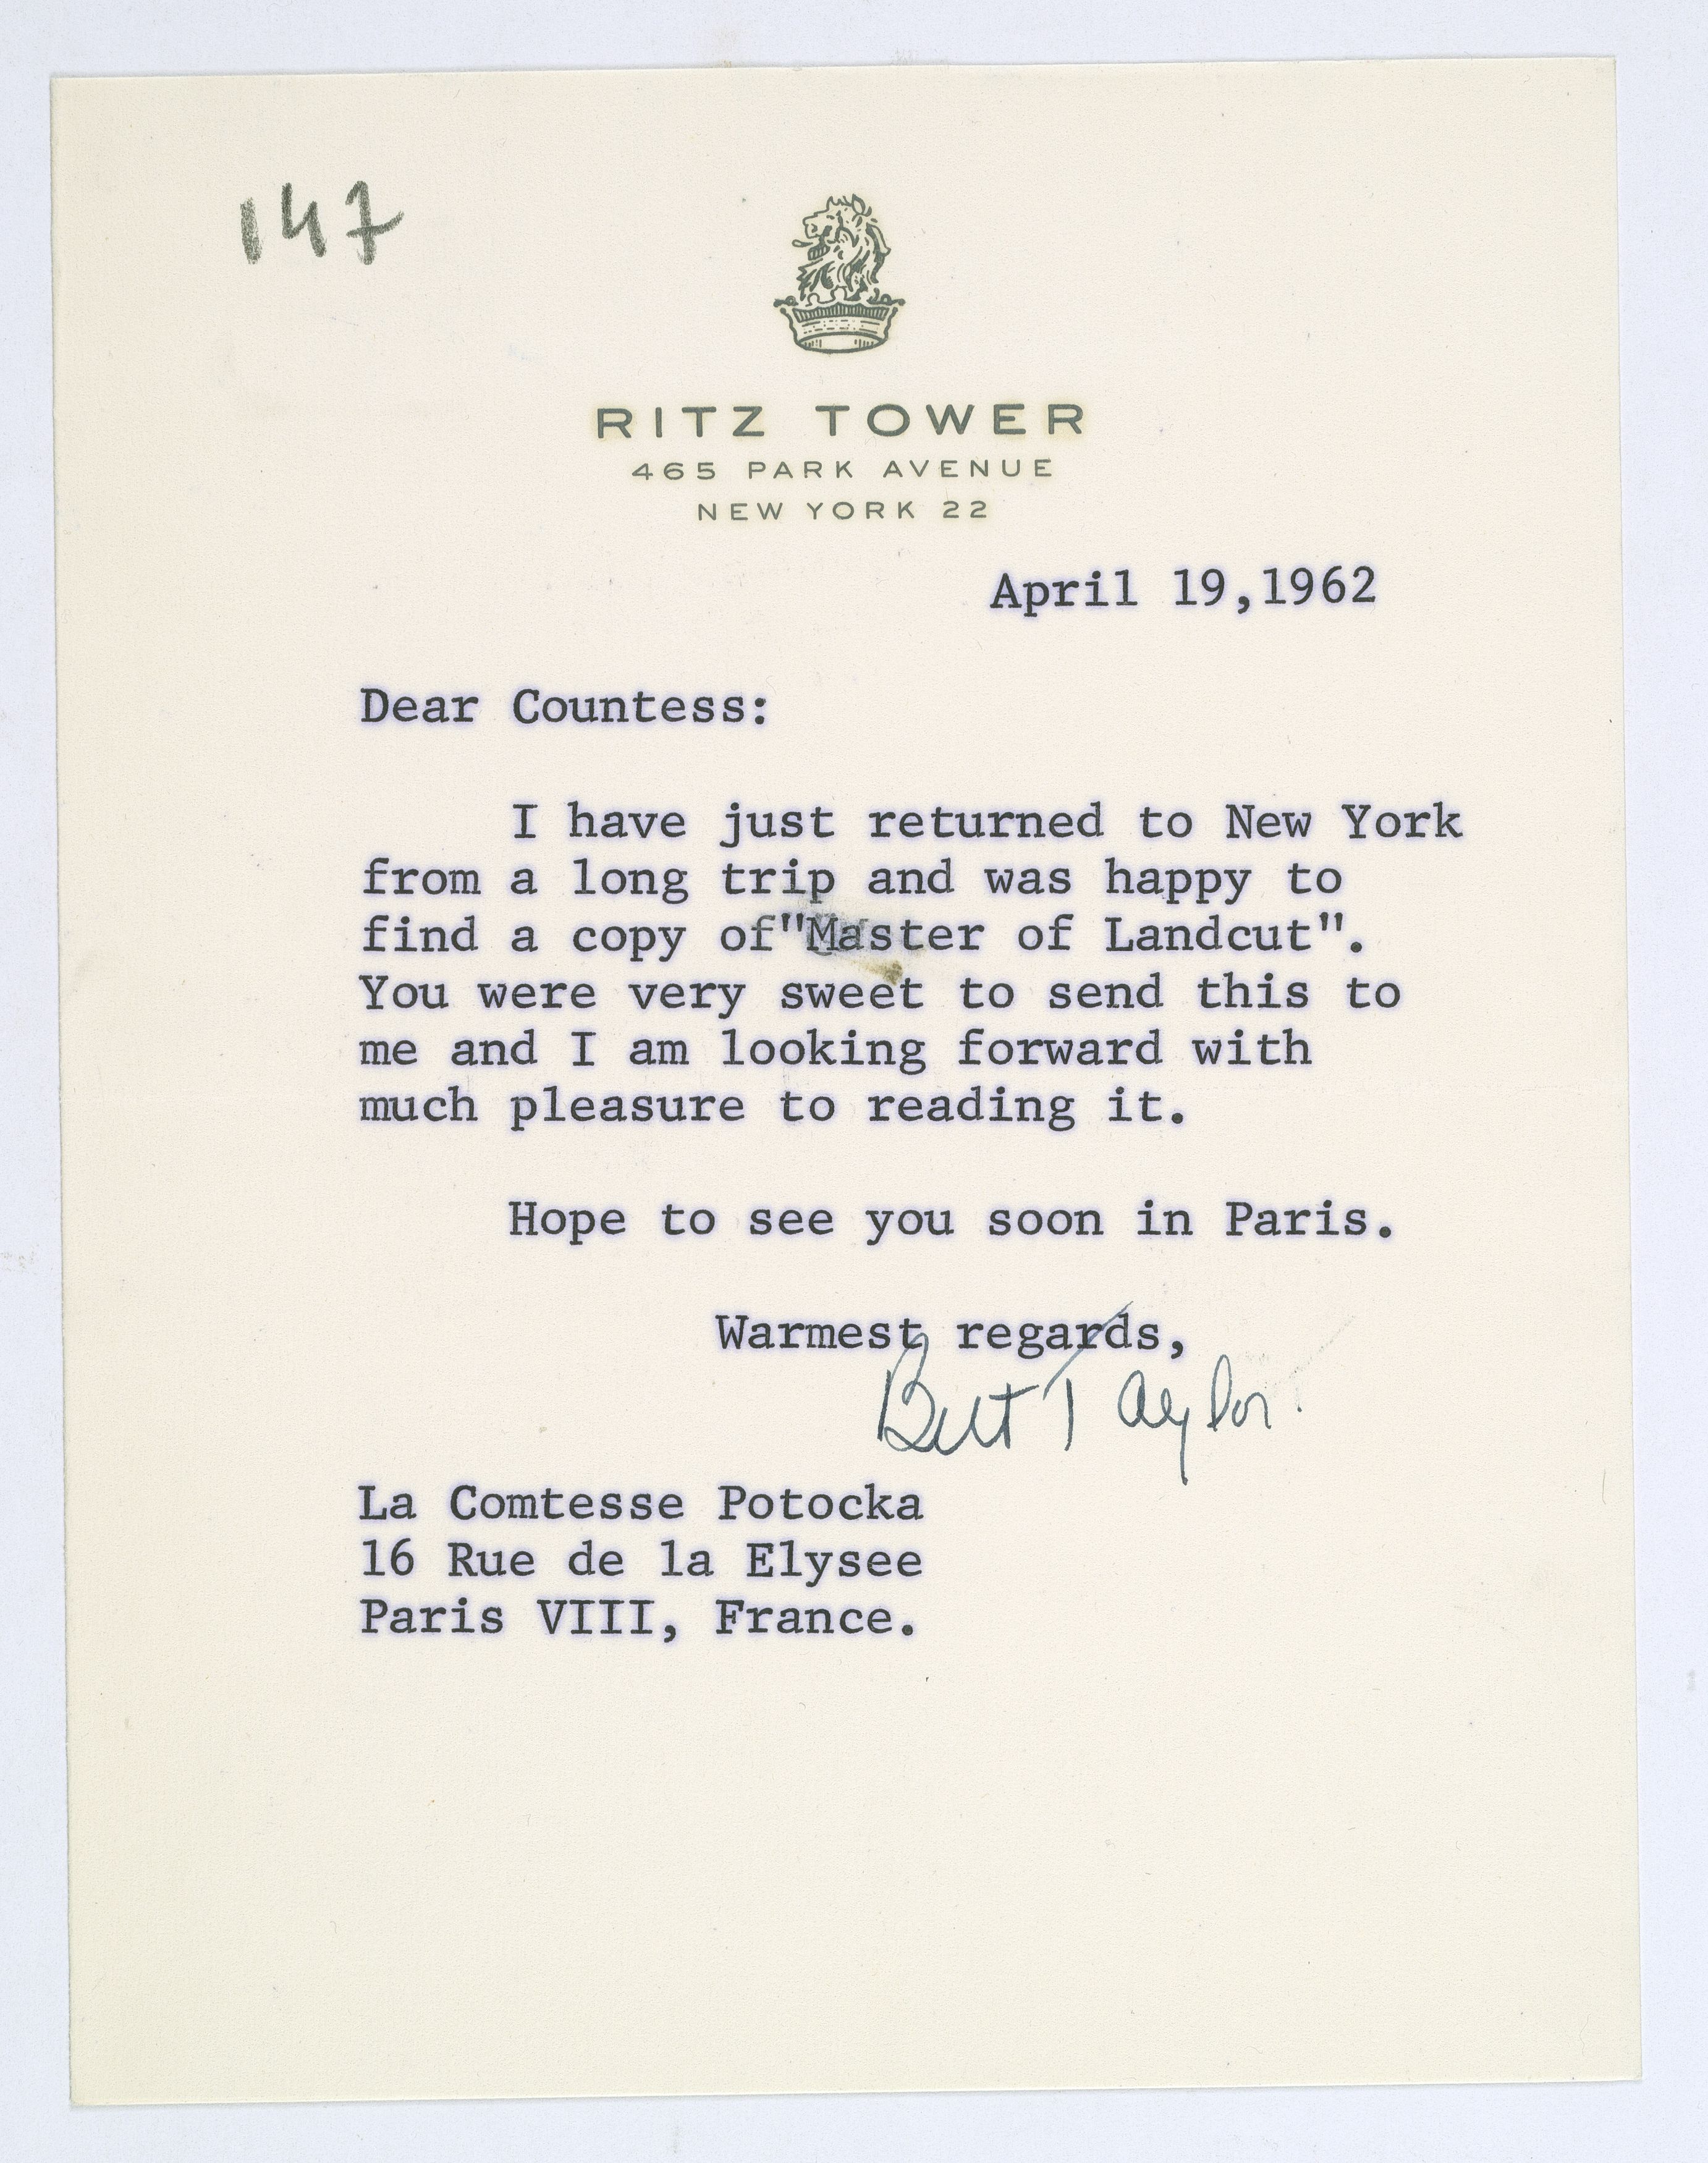 147
RITZ TOWER
465 PARK AVENUE
NEW YORK 22
April 19,1962
Dear Countess:
I have just returned to New York
from a long trip and was happy to
find a copy of"Master of Landcut".
You were very sweet to send this to
me and I am looking forward with
much pleasure to reading it.
Hope to see you soon in Paris.
Warmest regards,
Bert Taylor.
La Comtesse Potocka
16 Rue de la Elysee
Paris VIII, France.